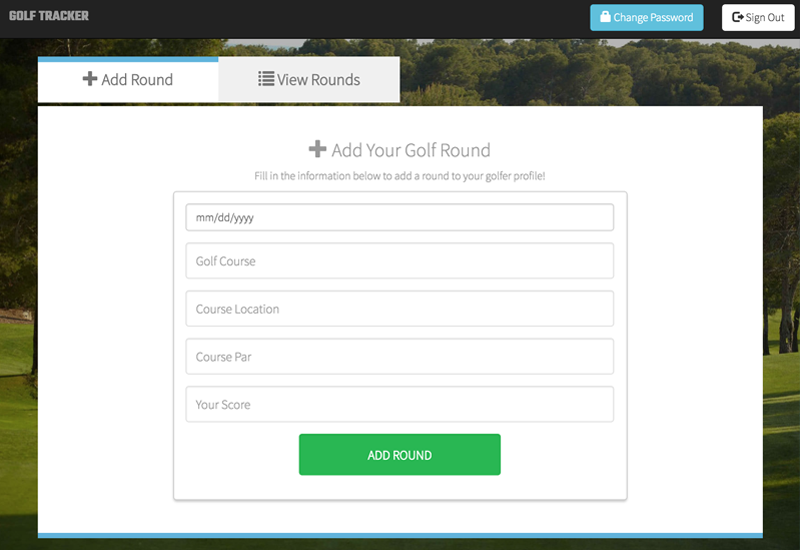 GOLF TRACKER
Change Password
Sign Out
Add Round
View Rounds
Add Your Golf Round
Fill in the information below to add a round to your golfer profile!
mm/dd/yyyy
Golf Course
Course Location
Course Par
Your Score
ADD ROUND